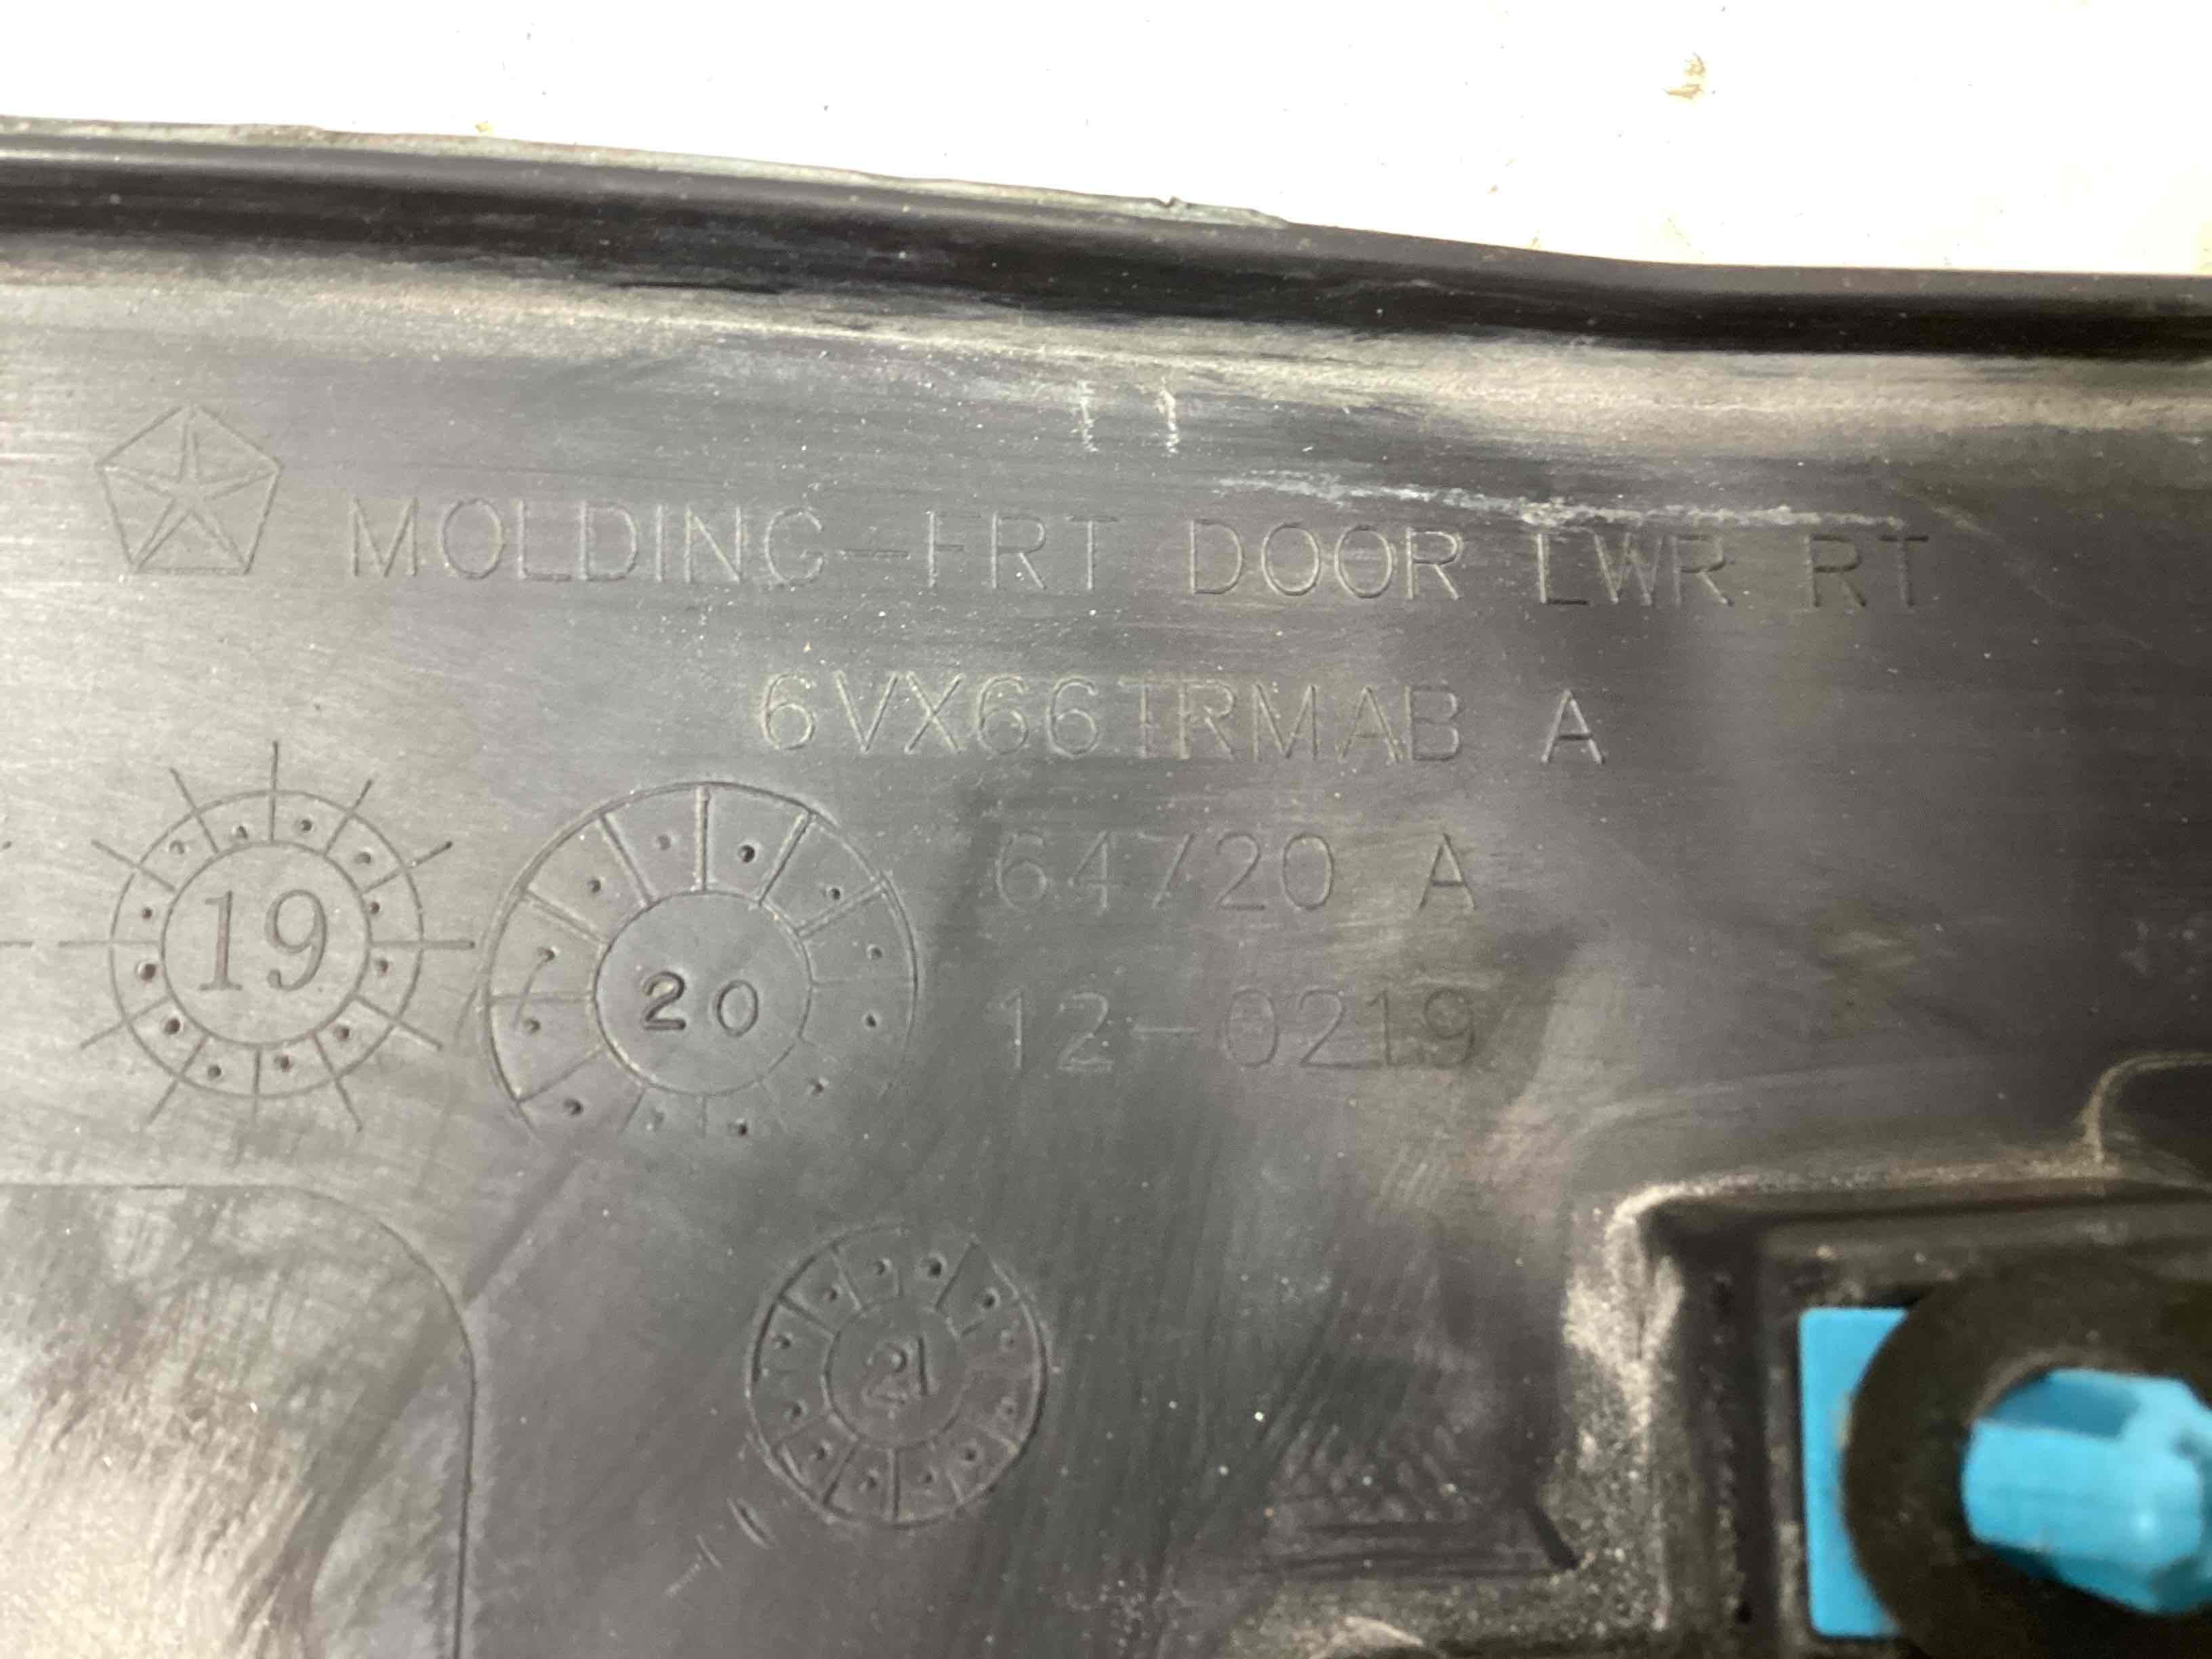 MOLDING-FRT DOOR LWR RT
6VX66TRMAB A
64720 A
12-0219
19
20
21